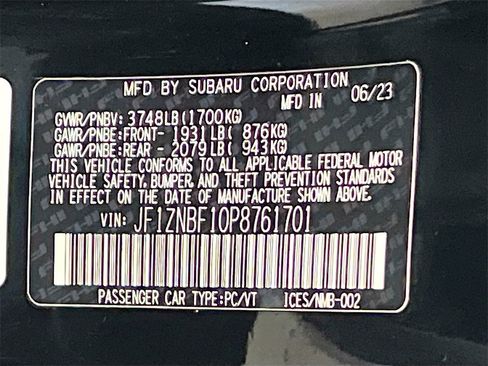 MFD BY SUBARU CORPORATION
MFD IN 06/23
GVWR/PNBV: 3748LB(1700KG)
GAWR/PNBE:FRONT- 1931LB( 876KG)
GAWR/PNBE:REAR - 2079LB( 943KG)
THIS VEHICLE CONFORMS TO ALL APPLICABLE FEDERAL MOTOR
VEHICLE SAFETY, BUMPER, AND THEFT PREVENTION STANDARDS
IN EFFECT ON THE DATE OF MANUFACTURE SHOWN ABOVE.
VIN: JF1ZNBF10P8761701
PASSENGER CAR TYPE:PC/VT ICES/NMB-002